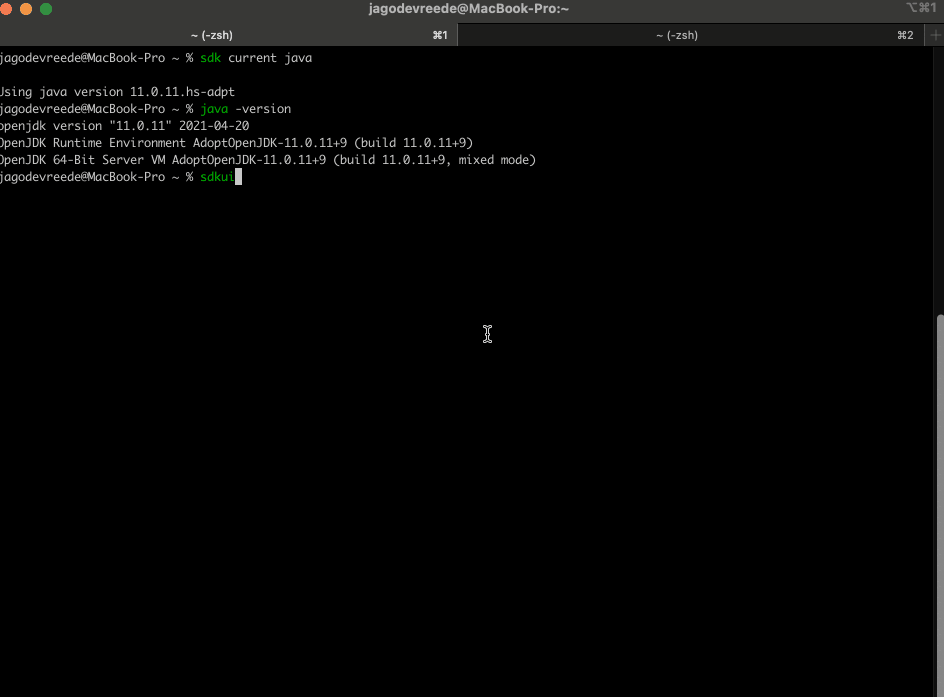 jagodevreede@MacBook-Pro:~
⌥⌘1
~ (-zsh) ⌘1 ~ (-zsh) ⌘2 +
jagodevreede@MacBook-Pro ~ % sdk current java
Using java version 11.0.11.hs-adpt
jagodevreede@MacBook-Pro ~ % java -version
openjdk version "11.0.11" 2021-04-20
OpenJDK Runtime Environment AdoptOpenJDK-11.0.11+9 (build 11.0.11+9)
OpenJDK 64-Bit Server VM AdoptOpenJDK-11.0.11+9 (build 11.0.11+9, mixed mode)
jagodevreede@MacBook-Pro ~ % sdkui